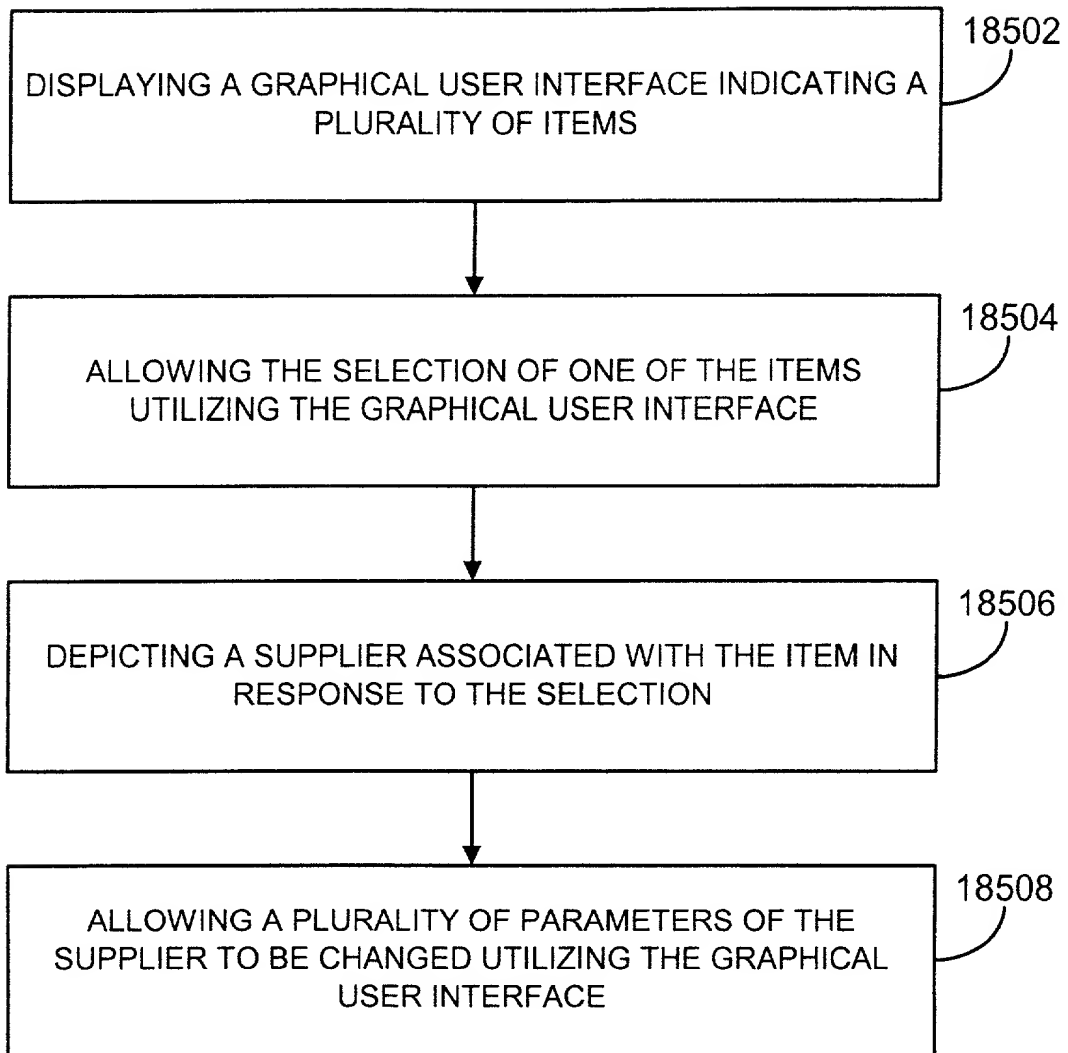 18502
DISPLAYING A GRAPHICAL USER INTERFACE INDICATING A
PLURALITY OF ITEMS
18504
ALLOWING THE SELECTION OF ONE OF THE ITEMS
UTILIZING THE GRAPHICAL USER INTERFACE
18506
DEPICTING A SUPPLIER ASSOCIATED WITH THE ITEM IN
RESPONSE TO THE SELECTION
18508
ALLOWING A PLURALITY OF PARAMETERS OF THE
SUPPLIER TO BE CHANGED UTILIZING THE GRAPHICAL
USER INTERFACE